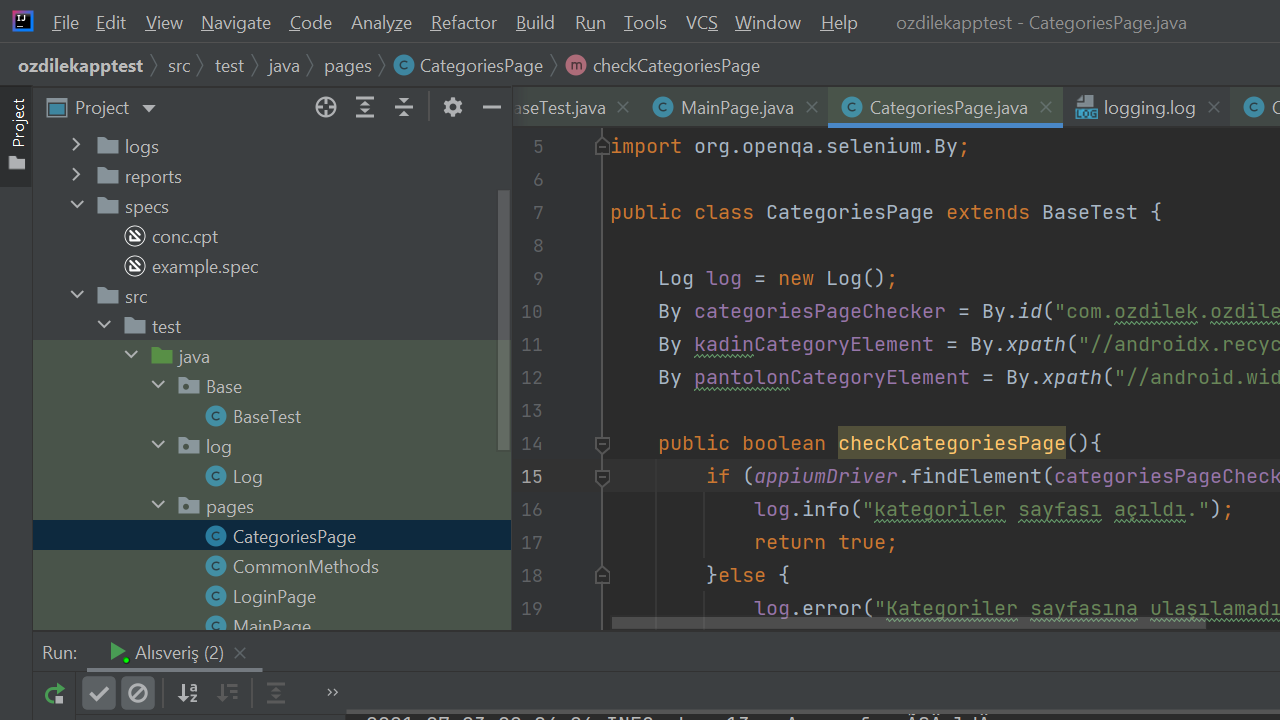 File Edit View Navigate Code Analyze Refactor Build Run Tools VCS Window Help ozdilekapptest - CategoriesPage.java
ozdilekapptest src test java pages CategoriesPage checkCategoriesPage
Project
Project
logs
reports
specs
conc.cpt
example.spec
src
test
java
Base
BaseTest
log
Log
pages
CategoriesPage
CommonMethods
LoginPage
MainPage
aseTest.java MainPage.java CategoriesPage.java logging.log
5 import org.openqa.selenium.By;
6
7 public class CategoriesPage extends BaseTest {
8
9 Log log = new Log();
10 By categoriesPageChecker = By.id("com.ozdilek.ozdile
11 By kadinCategoryElement = By.xpath("//androidx.recyc
12 By pantolonCategoryElement = By.xpath("//android.wid
13
14 public boolean checkCategoriesPage(){
15 if (appiumDriver.findElement(categoriesPageCheck
16 log.info("kategoriler sayfası açıldı.");
17 return true;
18 }else {
19 log.error("Kategoriler sayfasına ulaşılamadı
Run: Alısveriş (2)